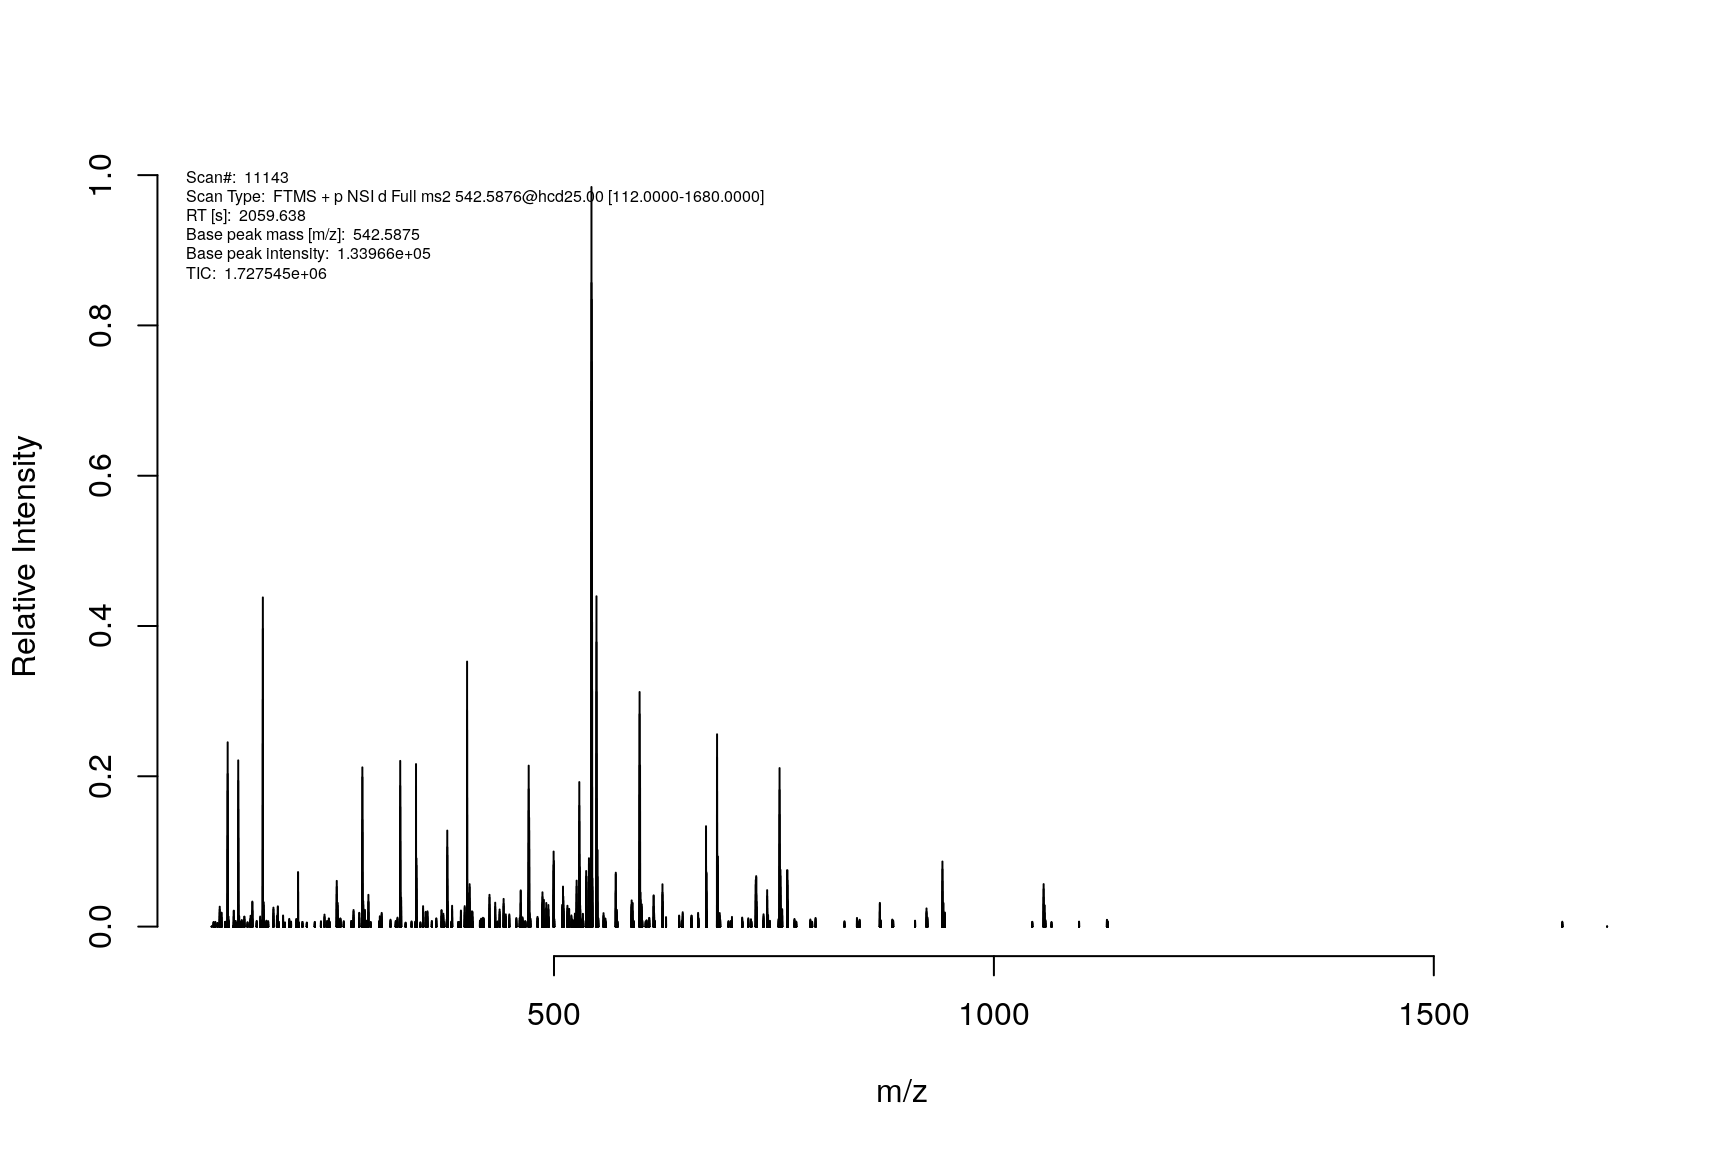 Scan#: 11143
Scan Type: FTMS + p NSI d Full ms2 542.5876@hcd25.00 [112.0000-1680.0000]
RT [s]: 2059.638
Base peak mass [m/z]: 542.5875
Base peak intensity: 1.33966e+05
TIC: 1.727545e+06
Relative Intensity
1.0
0.8
0.6
0.4
0.2
0.0
500 1000 1500
m/z